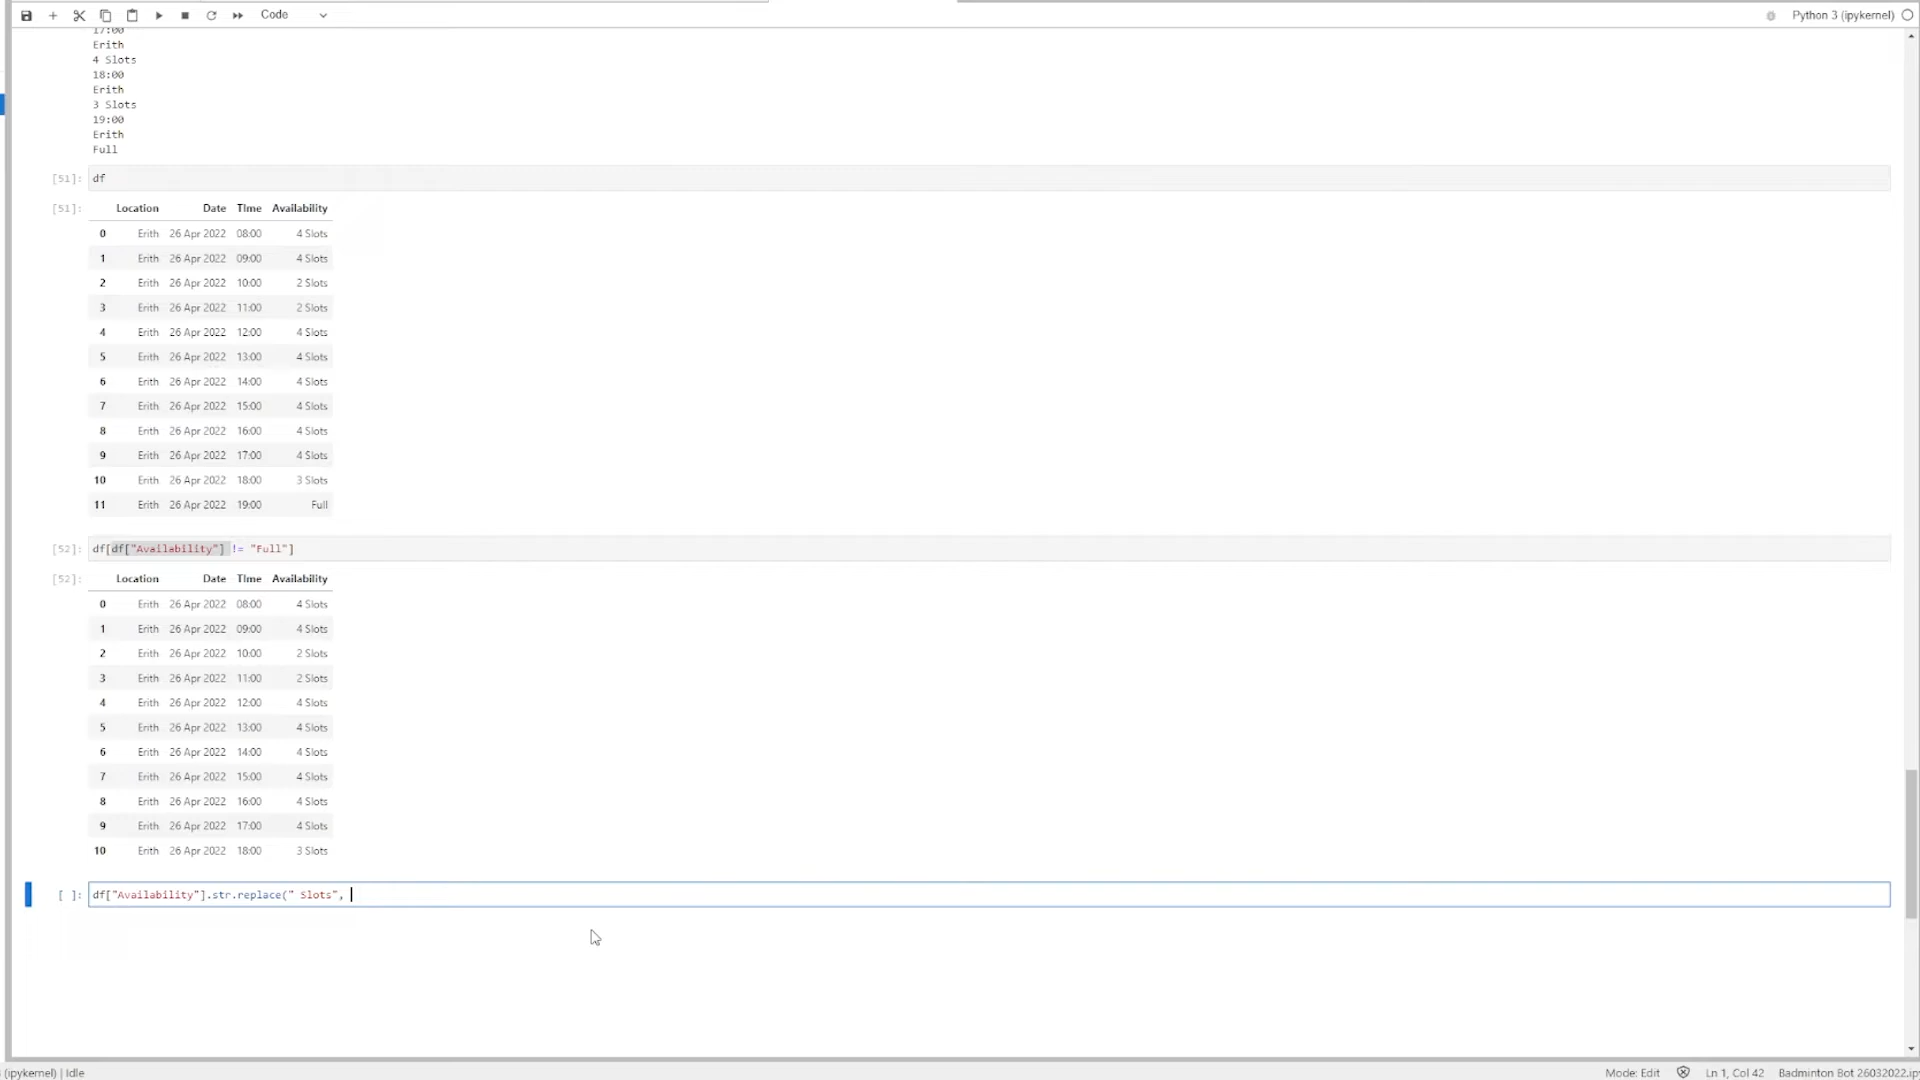 Code
Python 3 (ipykernel)
17:00
Erith
4 Slots
18:00
Erith
3 Slots
19:00
Erith
Full
[51]: df
[51]: Location Date TIme Availability
0 Erith 26 Apr 2022 08:00 4 Slots
1 Erith 26 Apr 2022 09:00 4 Slots
2 Erith 26 Apr 2022 10:00 2 Slots
3 Erith 26 Apr 2022 11:00 2 Slots
4 Erith 26 Apr 2022 12:00 4 Slots
5 Erith 26 Apr 2022 13:00 4 Slots
6 Erith 26 Apr 2022 14:00 4 Slots
7 Erith 26 Apr 2022 15:00 4 Slots
8 Erith 26 Apr 2022 16:00 4 Slots
9 Erith 26 Apr 2022 17:00 4 Slots
10 Erith 26 Apr 2022 18:00 3 Slots
11 Erith 26 Apr 2022 19:00 Full
[52]: df[df["Availability"] != "Full"]
[52]: Location Date TIme Availability
0 Erith 26 Apr 2022 08:00 4 Slots
1 Erith 26 Apr 2022 09:00 4 Slots
2 Erith 26 Apr 2022 10:00 2 Slots
3 Erith 26 Apr 2022 11:00 2 Slots
4 Erith 26 Apr 2022 12:00 4 Slots
5 Erith 26 Apr 2022 13:00 4 Slots
6 Erith 26 Apr 2022 14:00 4 Slots
7 Erith 26 Apr 2022 15:00 4 Slots
8 Erith 26 Apr 2022 16:00 4 Slots
9 Erith 26 Apr 2022 17:00 4 Slots
10 Erith 26 Apr 2022 18:00 3 Slots
[ ]: df["Availability"].str.replace(" Slots",
(ipykernel) | Idle
Mode: Edit Ln 1, Col 42 Badminton Bot 26032022.ip